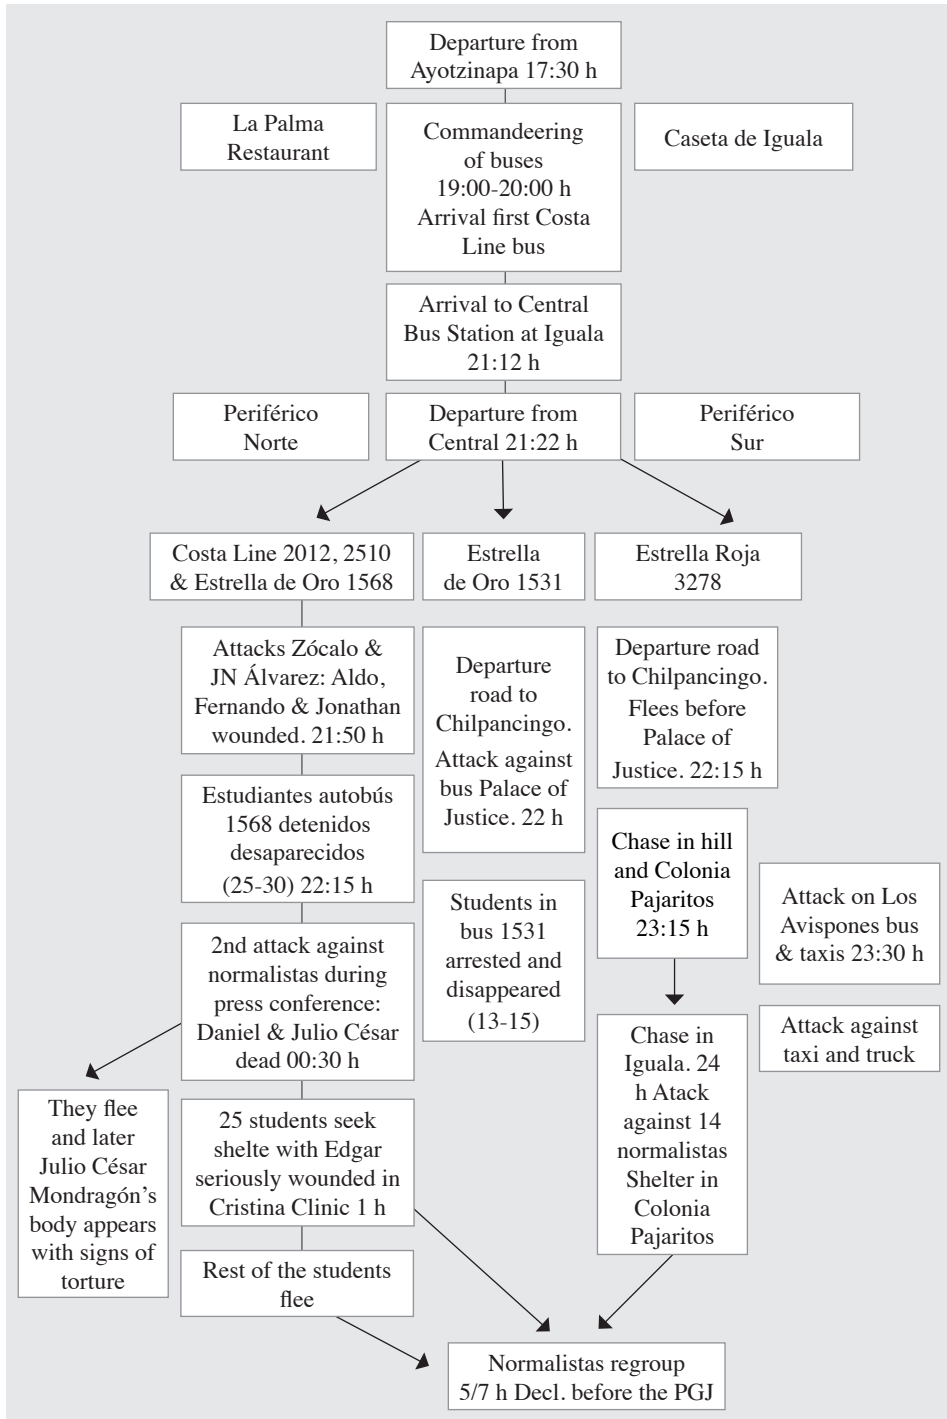 Departure from
Ayotzinapa 17:30 h
La Palma
Restaurant
Commandeering
of buses
19:00-20:00 h
Arrival first Costa
Line bus
Caseta de Iguala
Arrival to Central
Bus Station at Iguala
21:12 h
Periférico
Norte
Departure from
Central 21:22 h
Periférico
Sur
Costa Line 2012, 2510
& Estrella de Oro 1568
Estrella
de Oro 1531
Estrella Roja
3278
Attacks Zócalo &
JN Álvarez: Aldo,
Fernando & Jonathan
wounded. 21:50 h
Departure
road to
Chilpancingo.
Attack against
bus Palace of
Justice. 22 h
Departure road
to Chilpancingo.
Flees before
Palace of
Justice. 22:15 h
Estudiantes autobús
1568 detenidos
desaparecidos
(25-30) 22:15 h
Students in
bus 1531
arrested and
disappeared
(13-15)
Chase in hill
and Colonia
Pajaritos
23:15 h
Attack on Los
Avispones bus
& taxis 23:30 h
2nd attack against
normalistas during
press conference:
Daniel & Julio César
dead 00:30 h
Chase in
Iguala. 24
h Atack
against 14
normalistas
Shelter in
Colonia
Pajaritos
Attack against
taxi and truck
They flee
and later
Julio César
Mondragón’s
body appears
with signs of
torture
25 students seek
shelte with Edgar
seriously wounded in
Cristina Clinic 1 h
Rest of the students
flee
Normalistas regroup
5/7 h Decl. before the PGJ